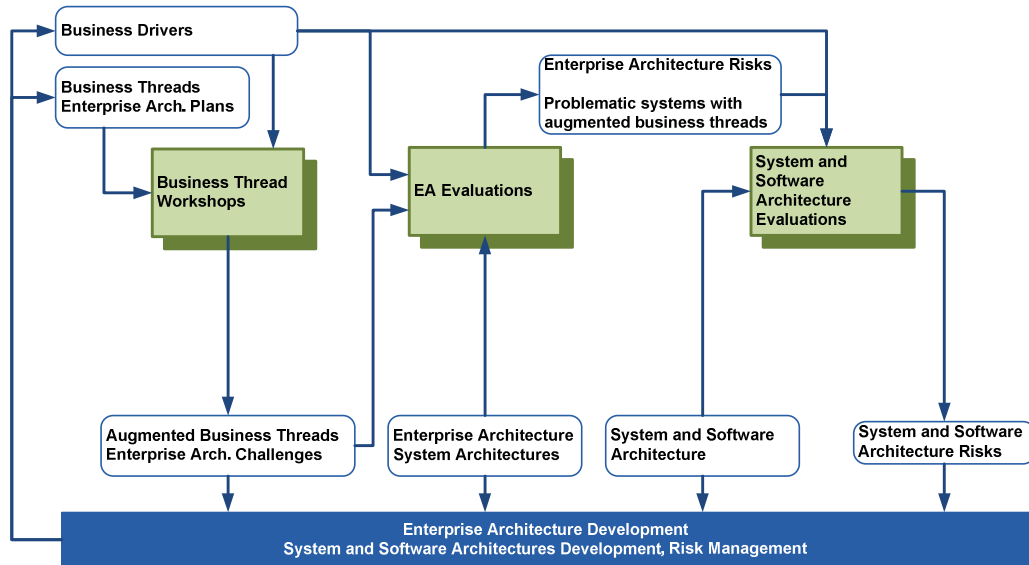 Business Drivers
Business Threads
Enterprise Arch. Plans
Enterprise Architecture Risks
Problematic systems with
augmented business threads
Business Thread
Workshops
EA Evaluations
System and
Software
Architecture
Evaluations
Augmented Business Threads
Enterprise Arch. Challenges
Enterprise Architecture
System Architectures
System and Software
Architecture
System and Software
Architecture Risks
Enterprise Architecture Development
System and Software Architectures Development, Risk Management